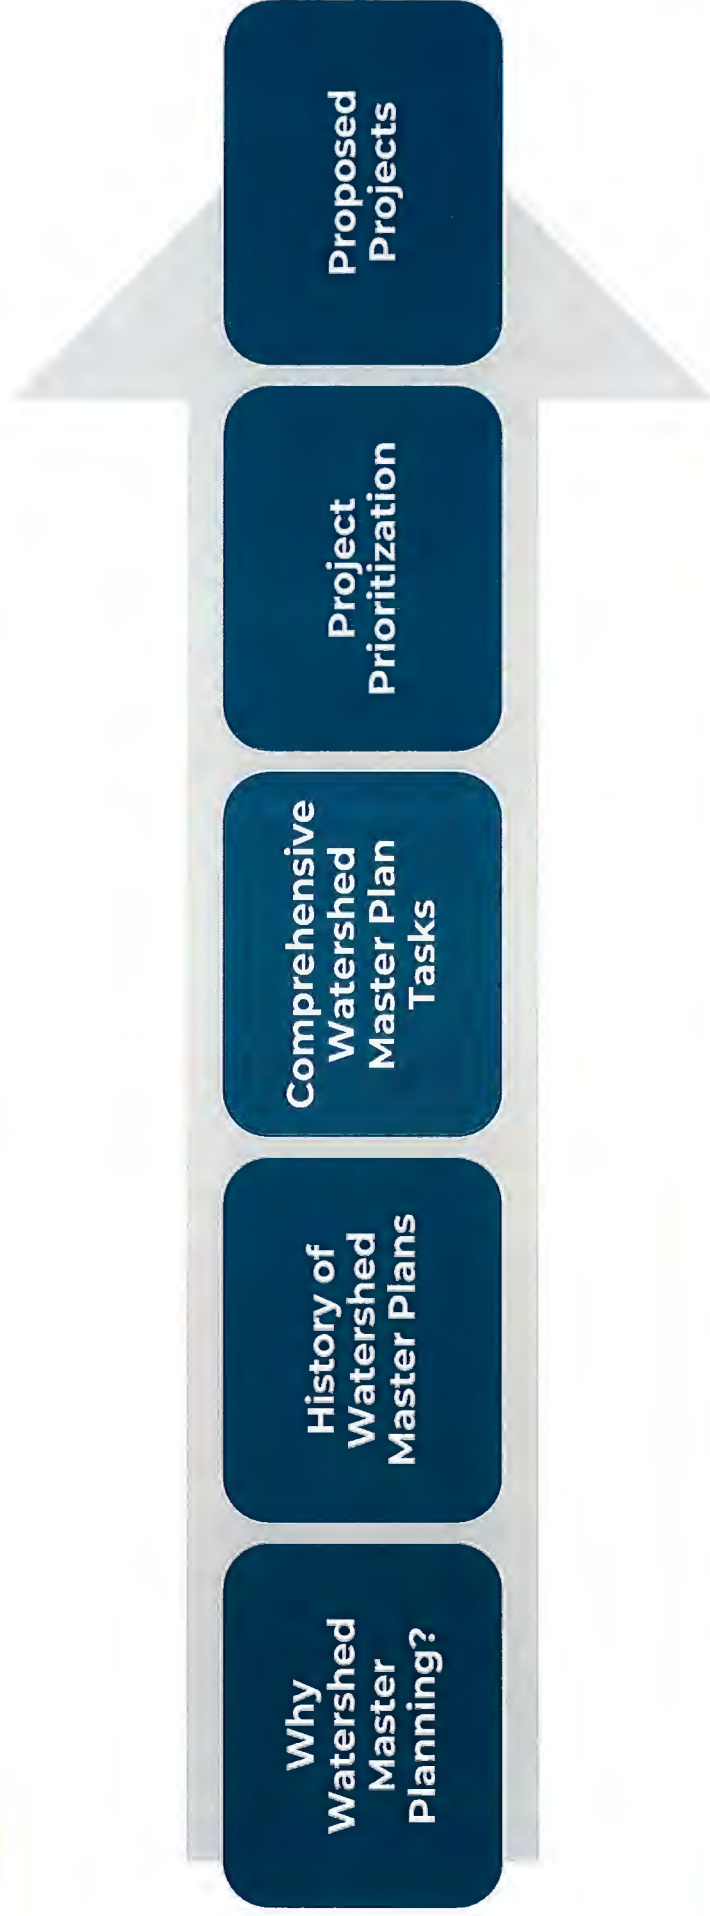 Why
Watershed
Master
Planning?
History of
Watershed
Master Plans
Comprehensive
Watershed
Master Plan
Tasks
Project
Prioritization
Proposed
Projects